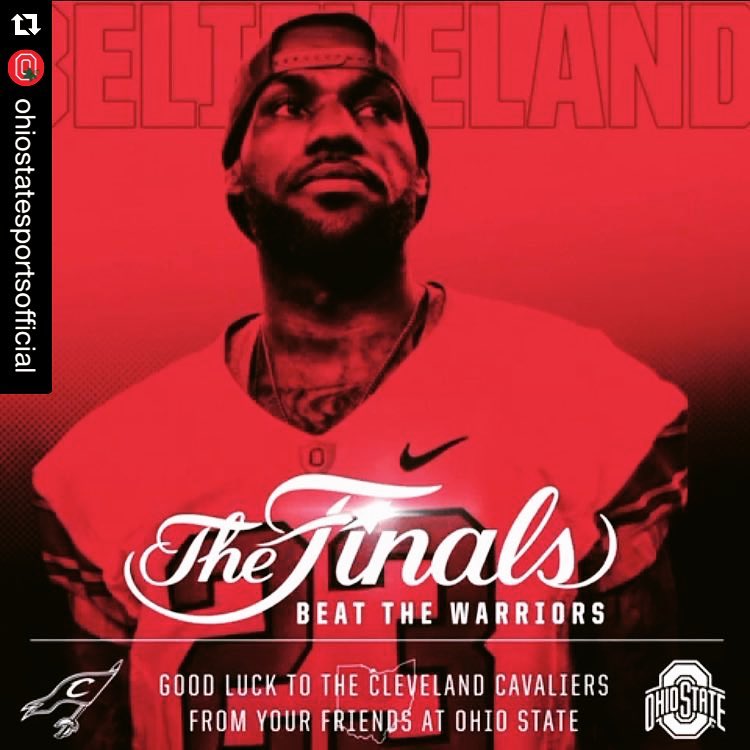 BELIEVELAND
ohiostatesportsofficial
O
The Finals
BEAT THE WARRIORS
23
C
GOOD LUCK TO THE CLEVELAND CAVALIERS
FROM YOUR FRIENDS AT OHIO STATE
OHIO STATE